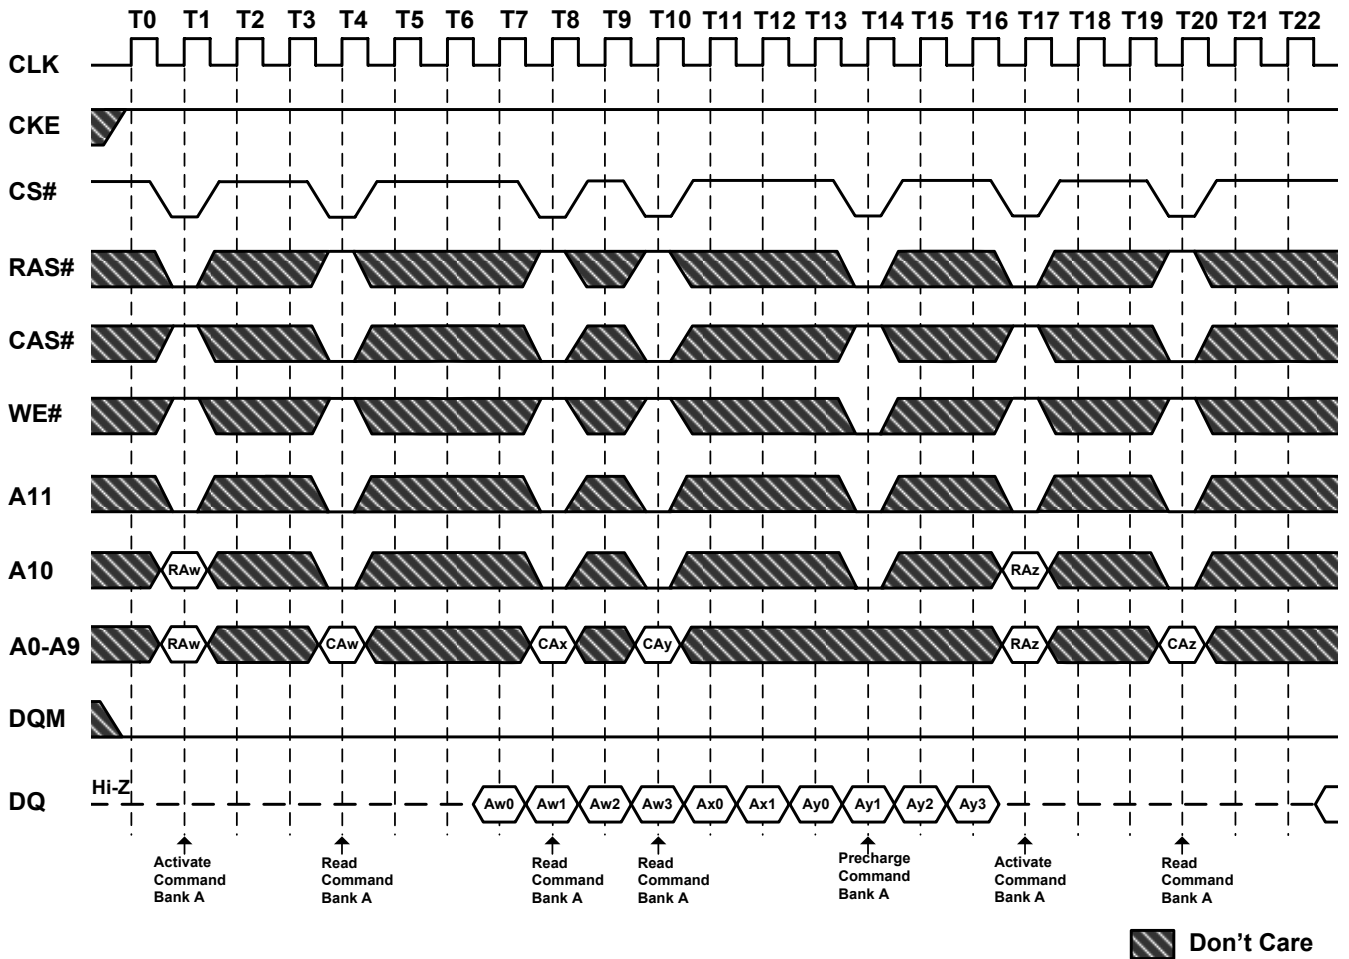 T0 T1 T2 T3 T4 T5 T6 T7 T8 T9 T10 T11 T12 T13 T14 T15 T16 T17 T18 T19 T20 T21 T22
CLK
CKE
CS#
RAS#
CAS#
WE#
A11
A10 RAw RAz
A0-A9 RAw CAw CAx CAy RAz CAz
DQM
Hi-Z
DQ Aw0 Aw1 Aw2 Aw3 Ax0 Ax1 Ay0 Ay1 Ay2 Ay3
Activate
Command
Bank A
Read
Command
Bank A
Read
Command
Bank A
Read
Command
Bank A
Precharge
Command
Bank A
Activate
Command
Bank A
Read
Command
Bank A
Don't Care